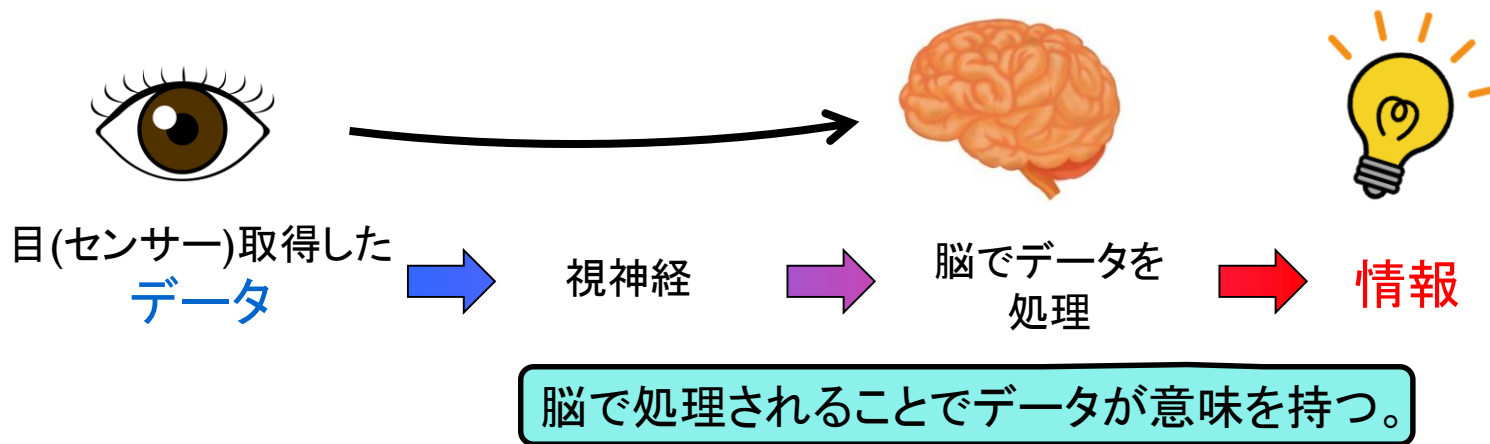 目(センサー)取得した
データ
視神経
脳でデータを
処理
情報
脳で処理されることでデータが意味を持つ。